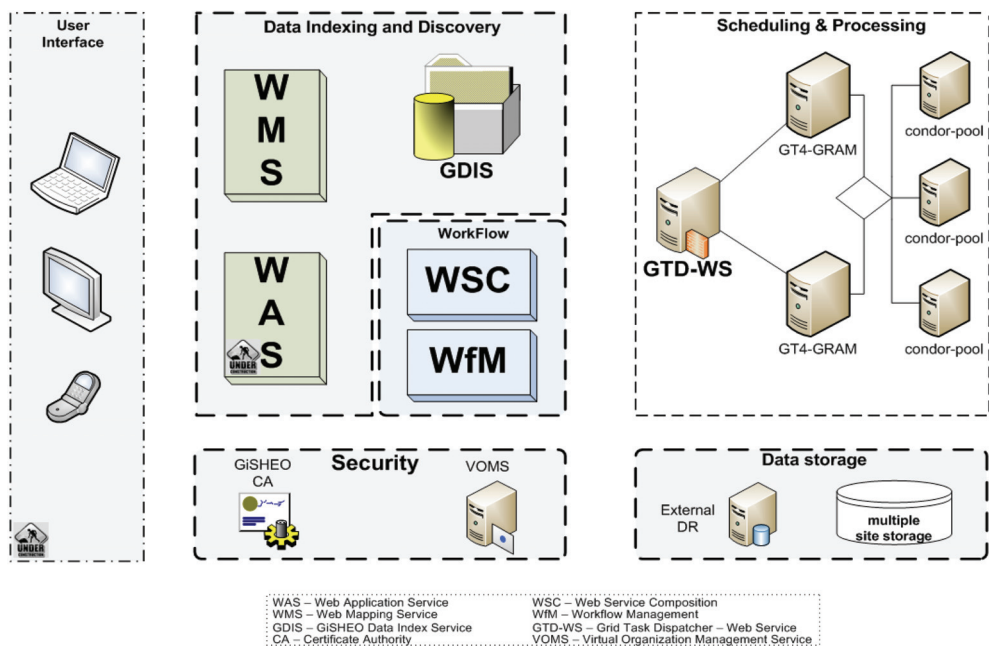 User
Interface
UNDER
CONSTRUCTION
Data Indexing and Discovery
W
M
S
GDIS
W
A
S
UNDER
CONSTRUCTION
WorkFlow
WSC
WfM
Scheduling & Processing
GT4-GRAM
condor-pool
condor-pool
GTD-WS
GT4-GRAM
condor-pool
Security
GiSHEO
CA
VOMS
Data storage
External
DR
multiple
site storage
WAS – Web Application Service
WMS – Web Mapping Service
GDIS – GiSHEO Data Index Service
CA – Certificate Authority
WSC – Web Service Composition
WfM – Workflow Management
GTD-WS – Grid Task Dispatcher – Web Service
VOMS – Virtual Organization Management Service